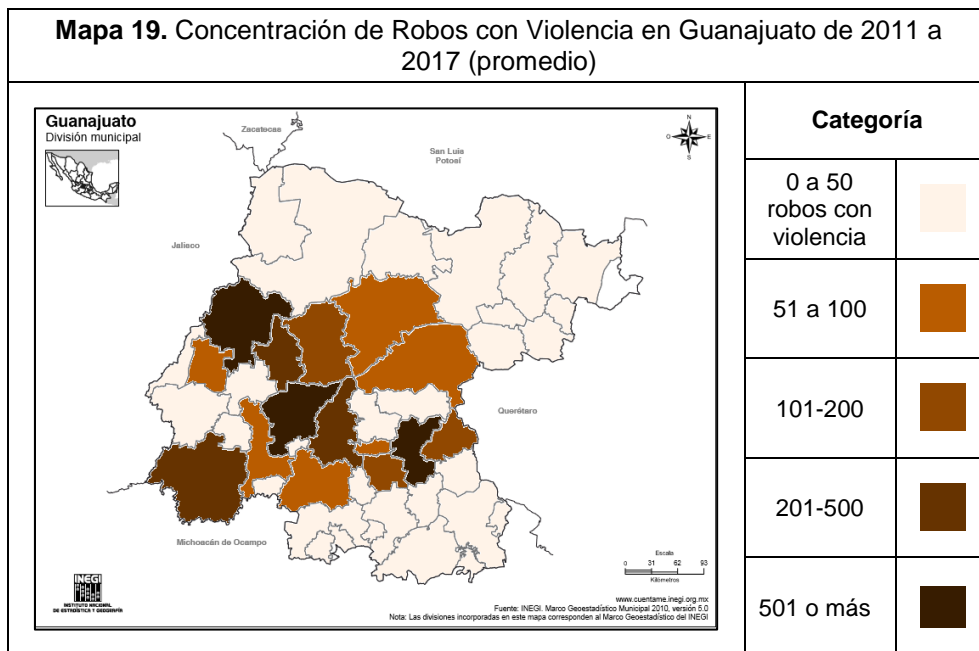 Mapa 19. Concentración de Robos con Violencia en Guanajuato de 2011 a
2017 (promedio)
Guanajuato
División municipal
Zacatecas
San Luis
Potosí
N
O
E
S
Jalisco
Querétaro
Michoacán de Ocampo
Escala
0 31 62 93
Kilómetros
INEGI
INSTITUTO NACIONAL
DE ESTADÍSTICA Y GEOGRAFÍA
www.cuentame.inegi.org.mx
Fuente: INEGI. Marco Geoestadístico Municipal 2010, versión 5.0
Nota: Las divisiones incorporadas en este mapa corresponden al Marco Geoestadístico del INEGI
Categoría
0 a 50
robos con
violencia
51 a 100
101-200
201-500
501 o más